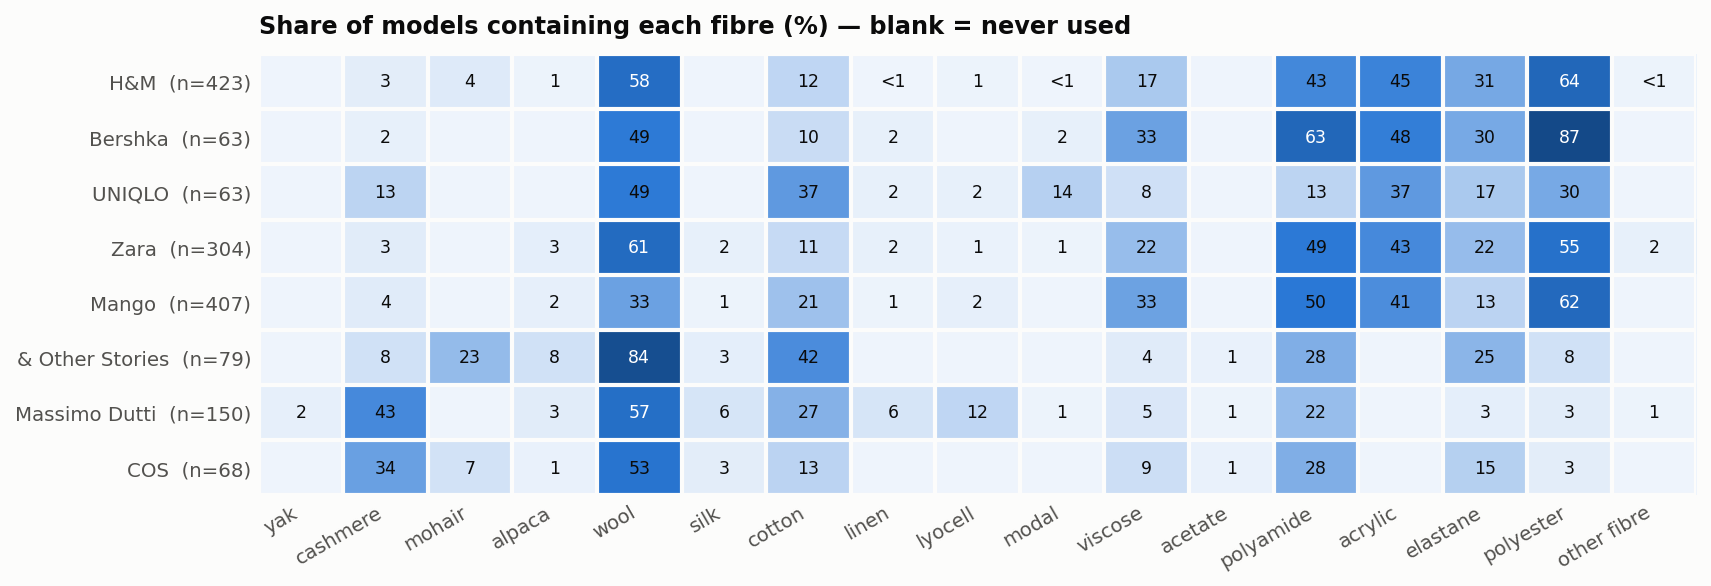 Share of models containing each fibre (%) — blank = never used
H&M (n=423) 3 4 1 58 12 <1 1 <1 17 43 45 31 64 <1
Bershka (n=63) 2 49 10 2 2 33 63 48 30 87
UNIQLO (n=63) 13 49 37 2 2 14 8 13 37 17 30
Zara (n=304) 3 3 61 2 11 2 1 1 22 49 43 22 55 2
Mango (n=407) 4 2 33 1 21 1 2 33 50 41 13 62
& Other Stories (n=79) 8 23 8 84 3 42 4 1 28 25 8
Massimo Dutti (n=150) 2 43 3 57 6 27 6 12 1 5 1 22 3 3 1
COS (n=68) 34 7 1 53 3 13 9 1 28 15 3
yak cashmere mohair alpaca wool silk cotton linen lyocell modal viscose acetate polyamide acrylic elastane polyester other fibre